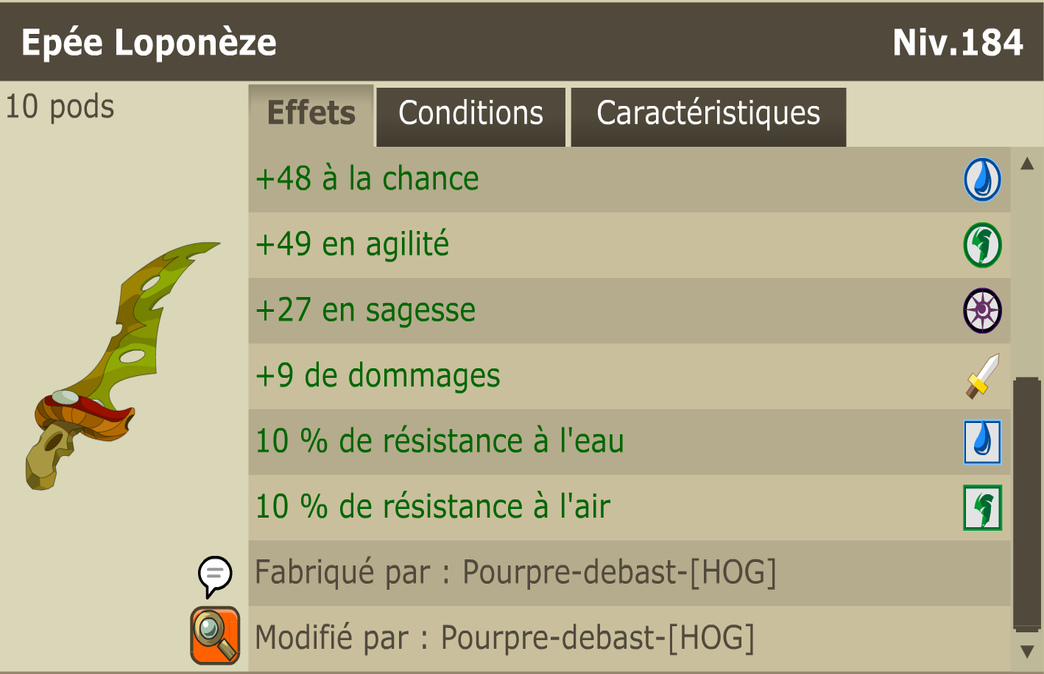 Epée Loponèze
Niv.184
10 pods
Effets
Conditions
Caractéristiques
+48 à la chance
+49 en agilité
+27 en sagesse
+9 de dommages
10 % de résistance à l'eau
10 % de résistance à l'air
Fabriqué par : Pourpre-debast-[HOG]
Modifié par : Pourpre-debast-[HOG]